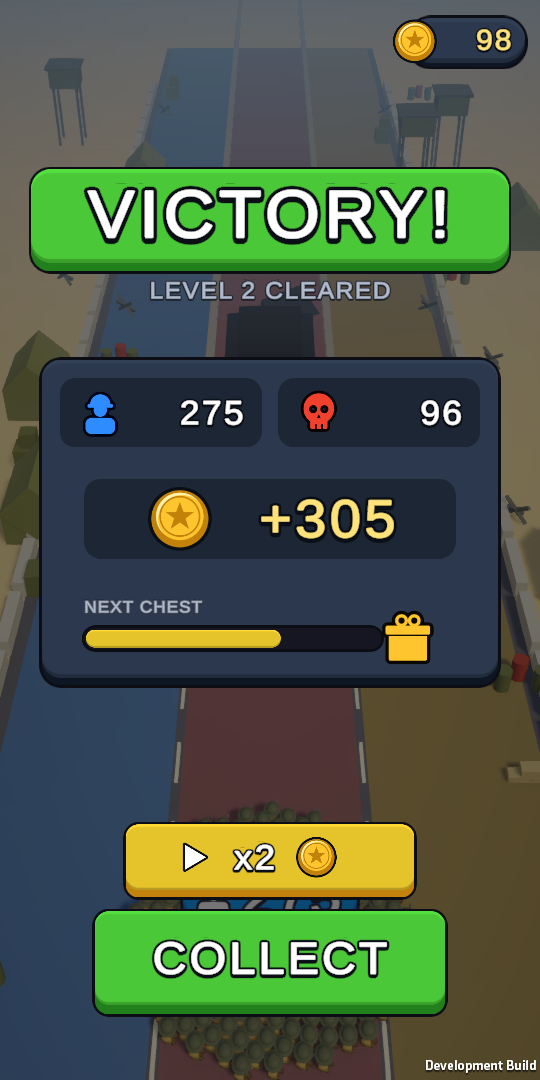 98
VICTORY!
LEVEL 2 CLEARED
275
96
+305
NEXT CHEST
x2
COLLECT
Development Build